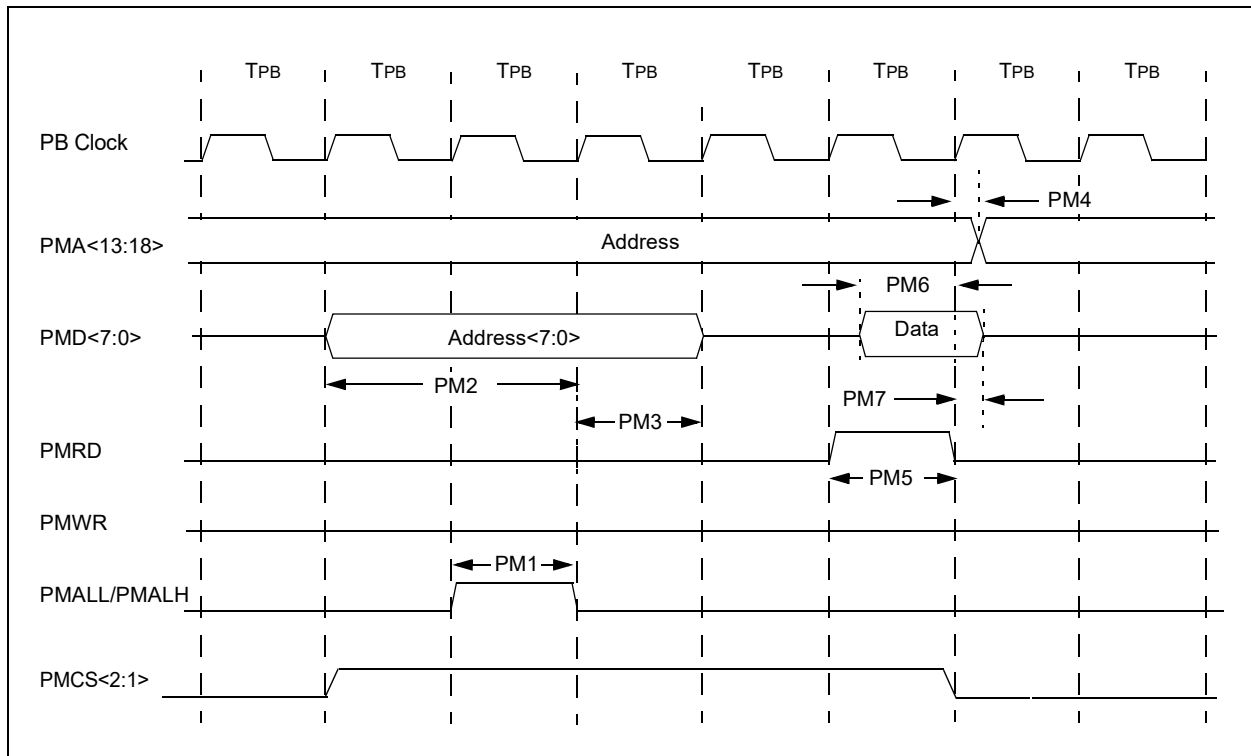 TPB TPB TPB TPB TPB TPB TPB TPB
PB Clock
PM4
PMA<13:18>
Address
PM6
PMD<7:0>
Address<7:0>
Data
PM2
PM7
PM3
PMRD
PM5
PMWR
PM1
PMALL/PMALH
PMCS<2:1>